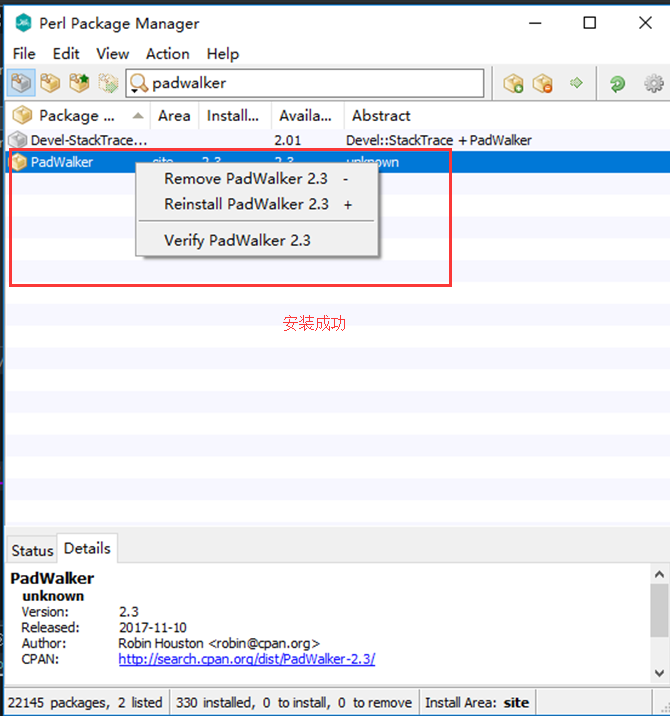 Perl Package Manager
File Edit View Action Help
padwalker
Package ... Area Install... Availa... Abstract
Devel-StackTrace... 2.01 Devel::StackTrace + PadWalker
PadWalker site 2.3 2.3 unknown
Remove PadWalker 2.3 -
Reinstall PadWalker 2.3 +
Verify PadWalker 2.3
安装成功
Status Details
PadWalker
unknown
Version: 2.3
Released: 2017-11-10
Author: Robin Houston <robin@cpan.org>
CPAN: http://search.cpan.org/dist/PadWalker-2.3/
22145 packages, 2 listed 330 installed, 0 to install, 0 to remove Install Area: site